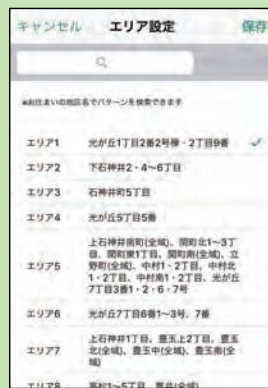 キャンセル エリア設定 保存
※お住まいの地区名でパターンを検索できます
エリア1 光が丘1丁目2番2号棟・2丁目9番
エリア2 下石神井2・4~6丁目
エリア3 石神井町5丁目
エリア4 光が丘5丁目5番
上石神井南町(全域)、関町北1~3丁
目、関町東1丁目、関町南(全域)、立
エリア5 野町(全域)、中村1・2丁目、中村北
1・2丁目、中村南1・2丁目、光が丘
7丁目3番1・2・6・7号
エリア6 光が丘7丁目6番1~3号、7番
上石神井1丁目、豊玉上2丁目、豊玉
エリア7 北(全域)、豊玉中(全域)、豊玉南(全
域)
エリア8 高松1~5丁目、貫井(全域)